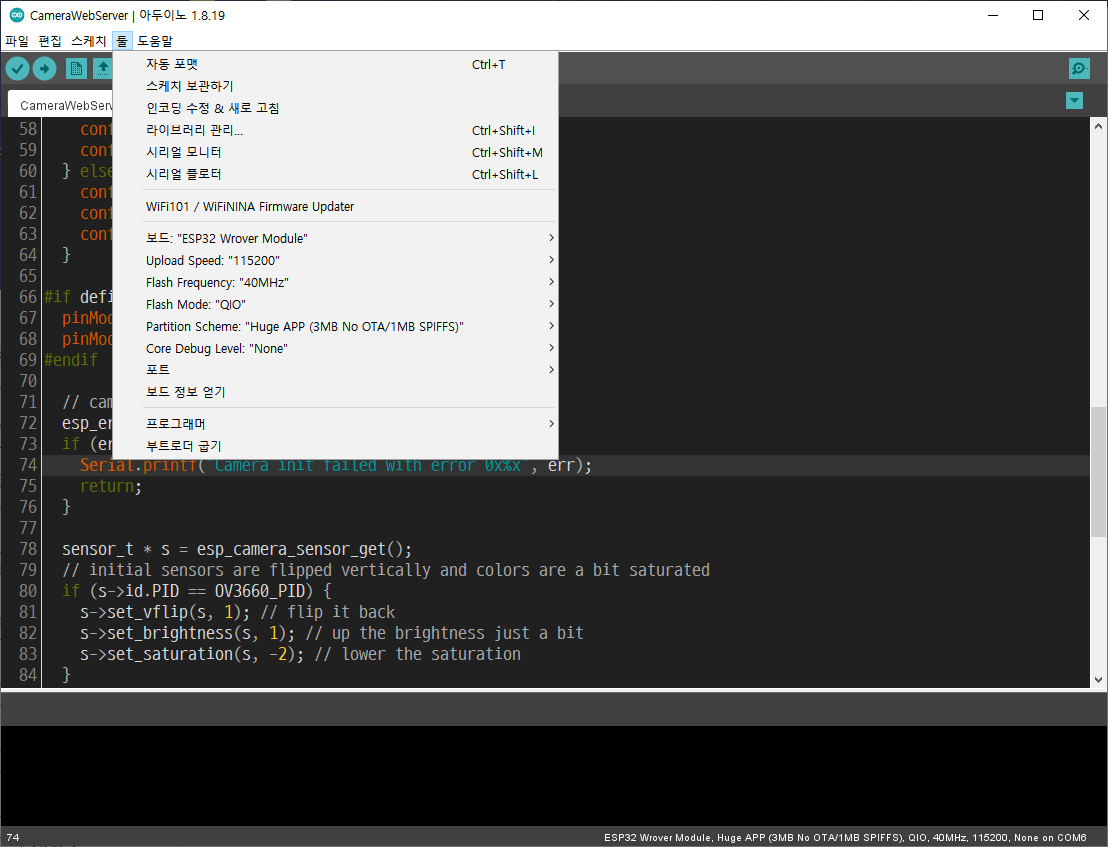 CameraWebServer | 아두이노 1.8.19
파일 편집 스케치 툴 도움말
자동 포맷 Ctrl+T
스케치 보관하기
인코딩 수정 & 새로 고침
라이브러리 관리... Ctrl+Shift+I
시리얼 모니터 Ctrl+Shift+M
시리얼 플로터 Ctrl+Shift+L
WiFi101 / WiFiNINA Firmware Updater
보드: "ESP32 Wrover Module"
Upload Speed: "115200"
Flash Frequency: "40MHz"
Flash Mode: "QIO"
Partition Scheme: "Huge APP (3MB No OTA/1MB SPIFFS)"
Core Debug Level: "None"
포트
보드 정보 얻기
프로그래머
부트로더 굽기
CameraWebServ
58 conf
59 conf
60 } else
61 conf
62 conf
63 conf
64 }
65
66 #if defi
67 pinMod
68 pinMod
69 #endif
70
71 // cam
72 esp_er
73 if (er
74 Serial.printf("Camera init failed with error 0x%x", err);
75 return;
76 }
77
78 sensor_t * s = esp_camera_sensor_get();
79 // initial sensors are flipped vertically and colors are a bit saturated
80 if (s->id.PID == OV3660_PID) {
81 s->set_vflip(s, 1); // flip it back
82 s->set_brightness(s, 1); // up the brightness just a bit
83 s->set_saturation(s, -2); // lower the saturation
84 }
74 ESP32 Wrover Module, Huge APP (3MB No OTA/1MB SPIFFS), QIO, 40MHz, 115200, None on COM6